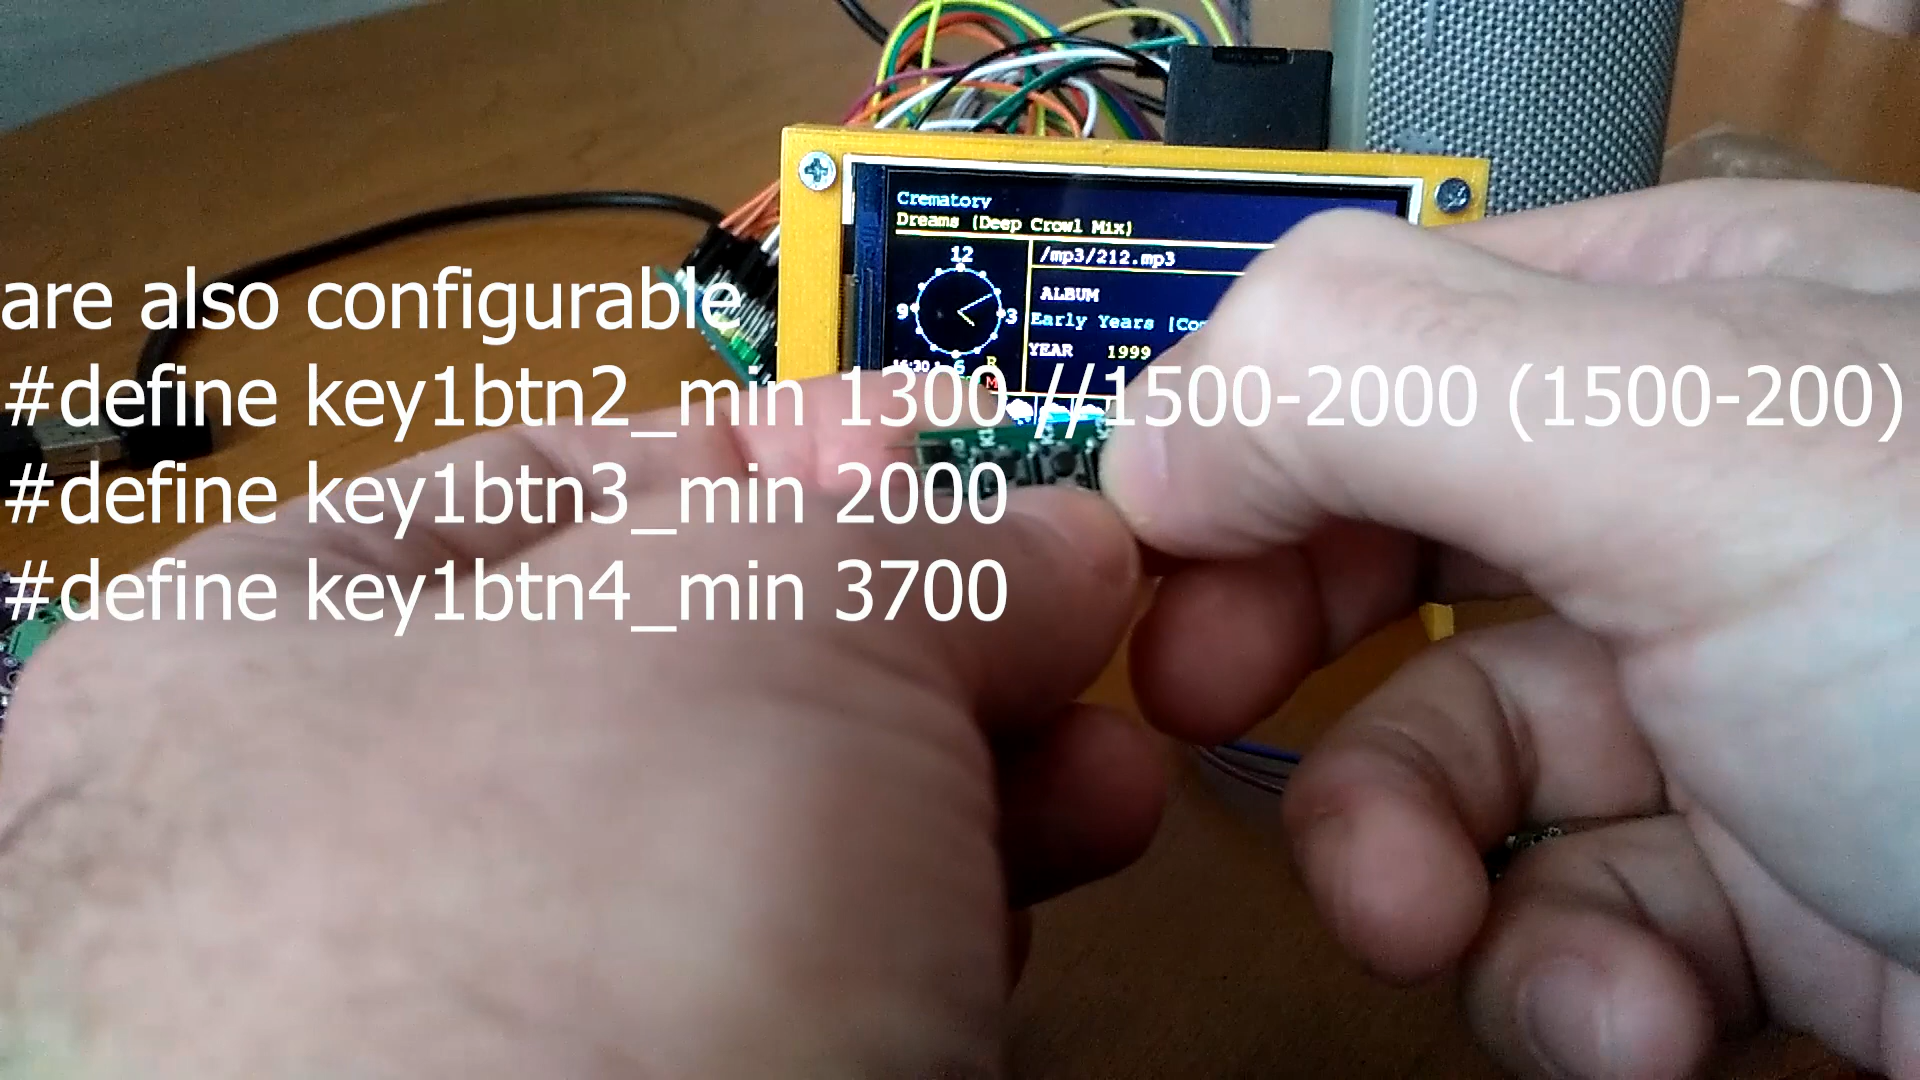 Crematory
Dreams (Deep Crowl Mix)
12
/mp3/212.mp3
ALBUM
9
3
Early Years [Co
YEAR 1999
6
R
M
are also configurable
#define key1btn2_min 1300 //1500-2000 (1500-200)
#define key1btn3_min 2000
#define key1btn4_min 3700